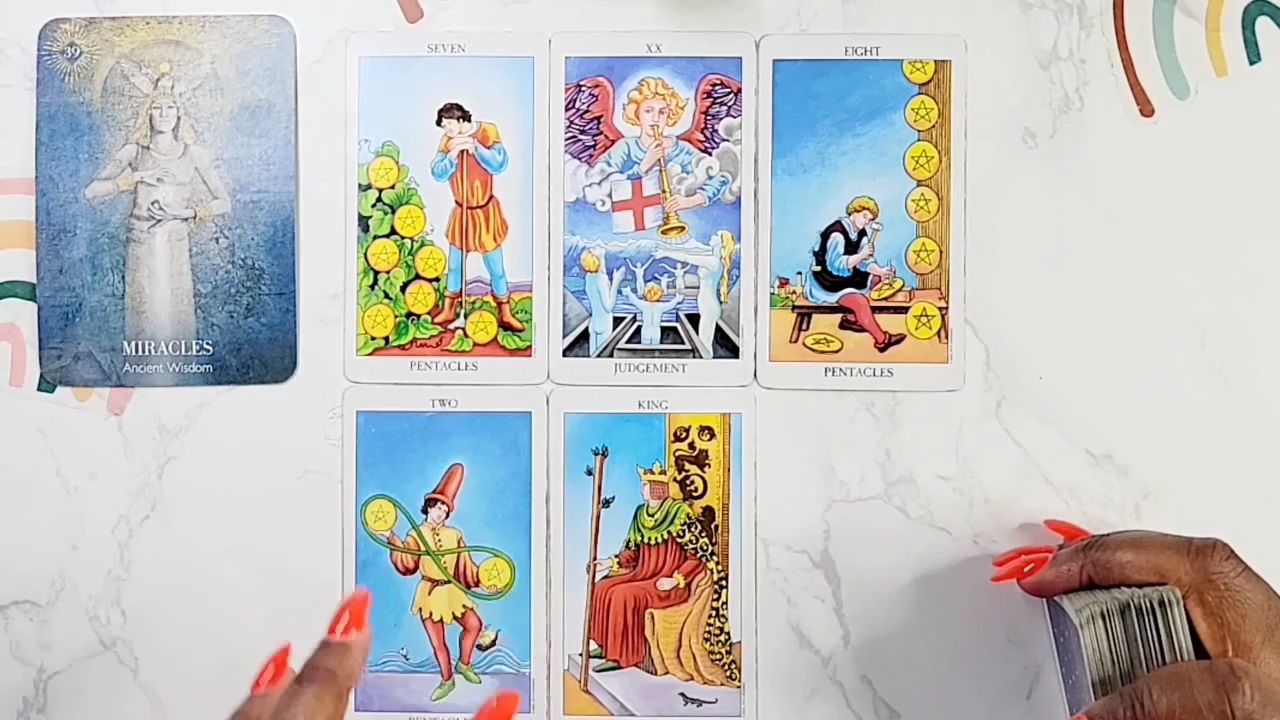 39
MIRACLES
Ancient Wisdom
SEVEN
PENTACLES
XX
JUDGEMENT
EIGHT
PENTACLES
TWO
KING